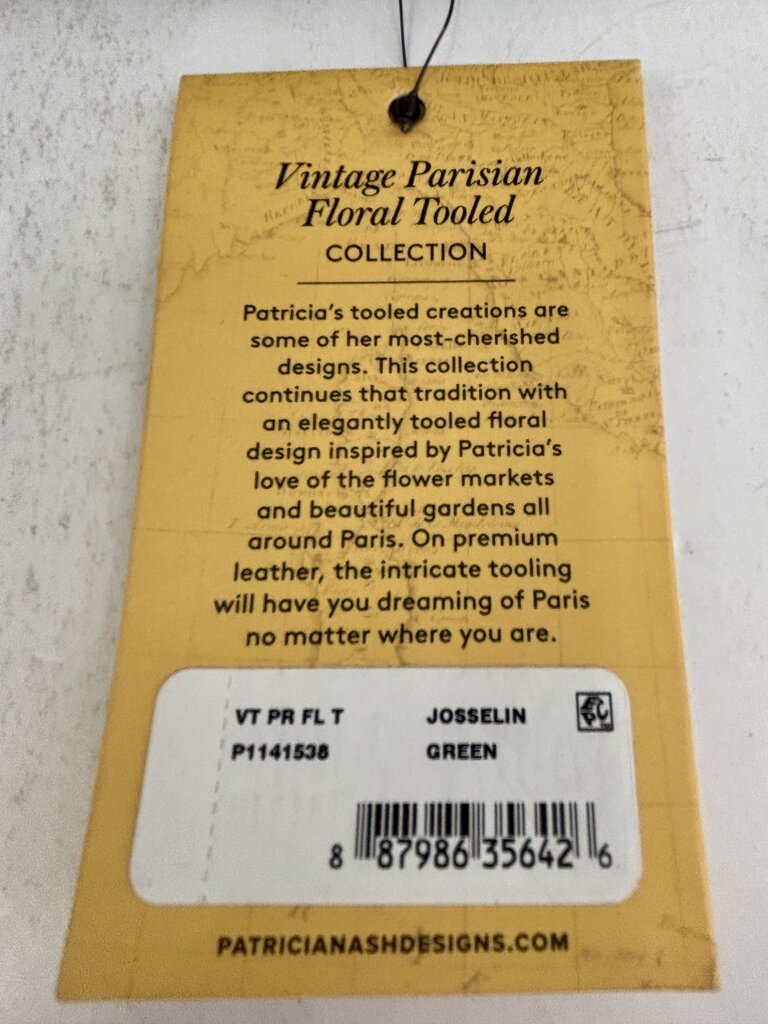 Vintage Parisian
Floral Tooled
COLLECTION
Patricia's tooled creations are
some of her most-cherished
designs. This collection
continues that tradition with
an elegantly tooled floral
design inspired by Patricia's
love of the flower markets
and beautiful gardens all
around Paris. On premium
leather, the intricate tooling
will have you dreaming of Paris
no matter where you are.
VT PR FL T JOSSELIN
P1141538 GREEN
8 87986 35642 6
PATRICIANASHDESIGNS.COM